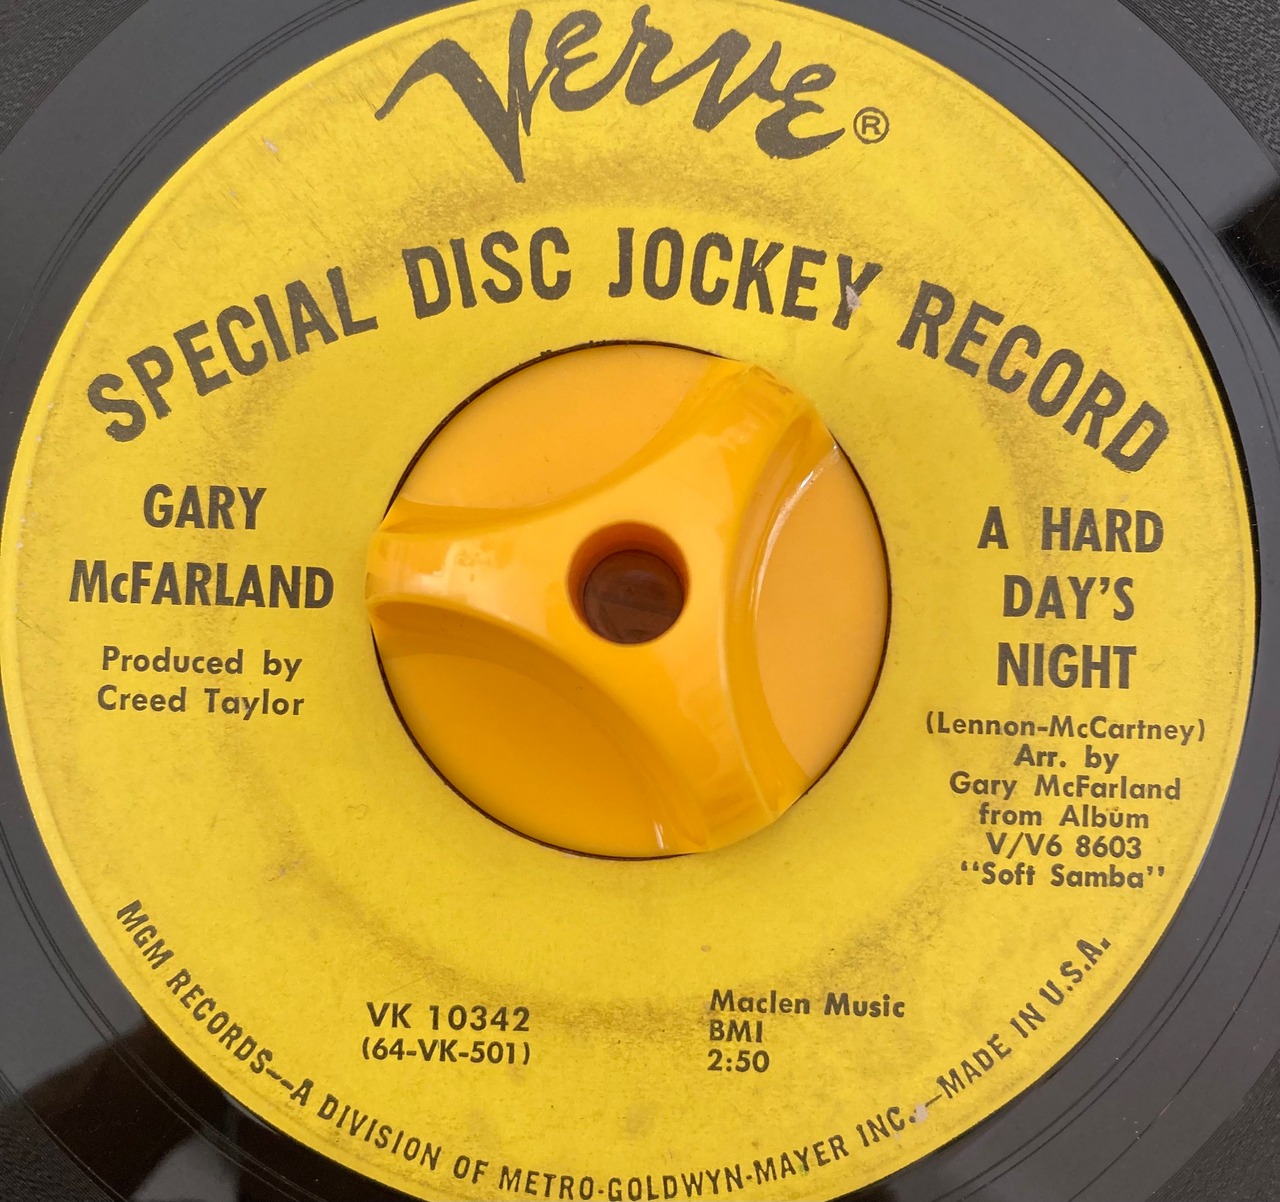 Verve®
SPECIAL DISC JOCKEY RECORD
GARY
McFARLAND
Produced by
Creed Taylor
A HARD
DAY'S
NIGHT
(Lennon-McCartney)
Arr. by
Gary McFarland
from Album
V/V6 8603
“Soft Samba”
VK 10342
(64-VK-501)
Maclen Music
BMI
2:50
MGM RECORDS—A DIVISION OF METRO-GOLDWYN-MAYER INC.—MADE IN U.S.A.